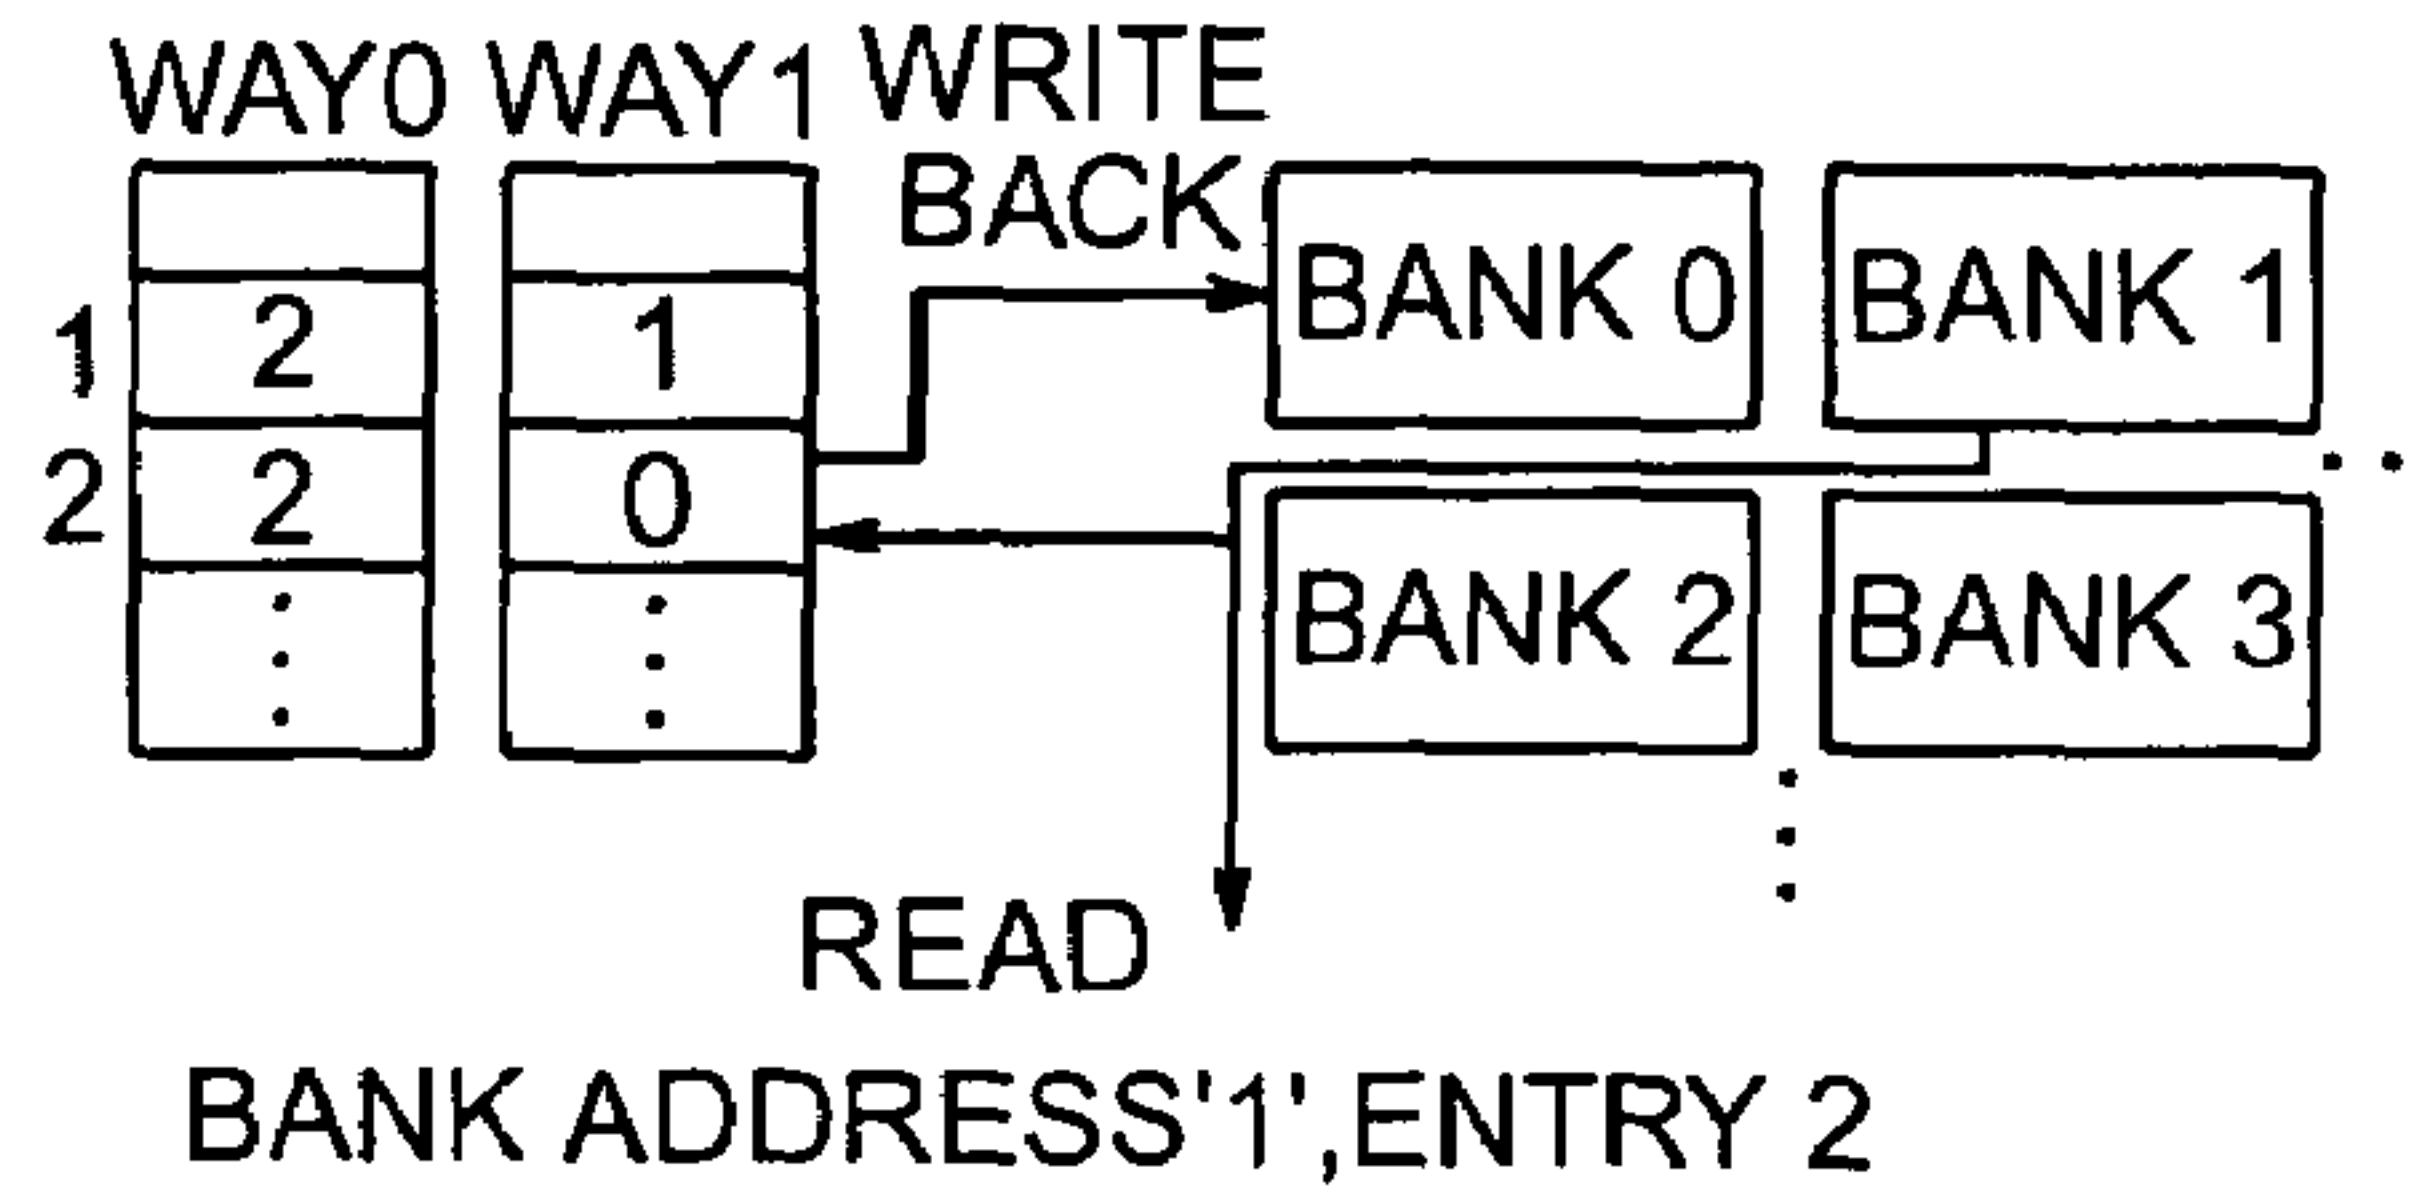 WAY0 WAY1 WRITE
BACK
BANK 0 BANK 1
1 2 1
2 2 0
BANK 2 BANK 3
READ
BANK ADDRESS'1',ENTRY 2